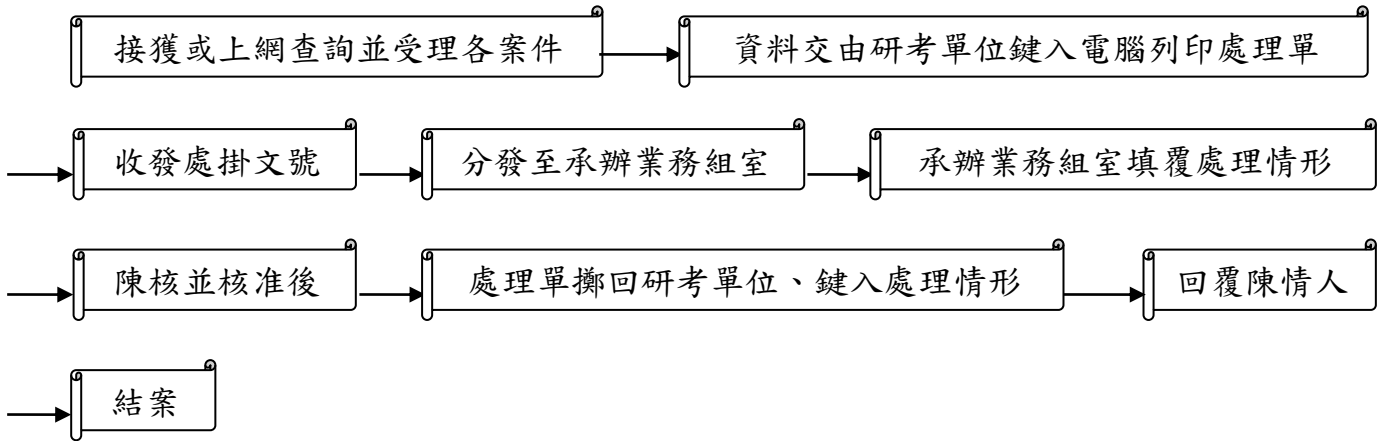 接獲或上網查詢並受理各案件 資料交由研考單位鍵入電腦列印處理單
收發處掛文號 分發至承辦業務組室 承辦業務組室填覆處理情形
陳核並核准後 處理單擲回研考單位、鍵入處理情形 回覆陳情人
結案